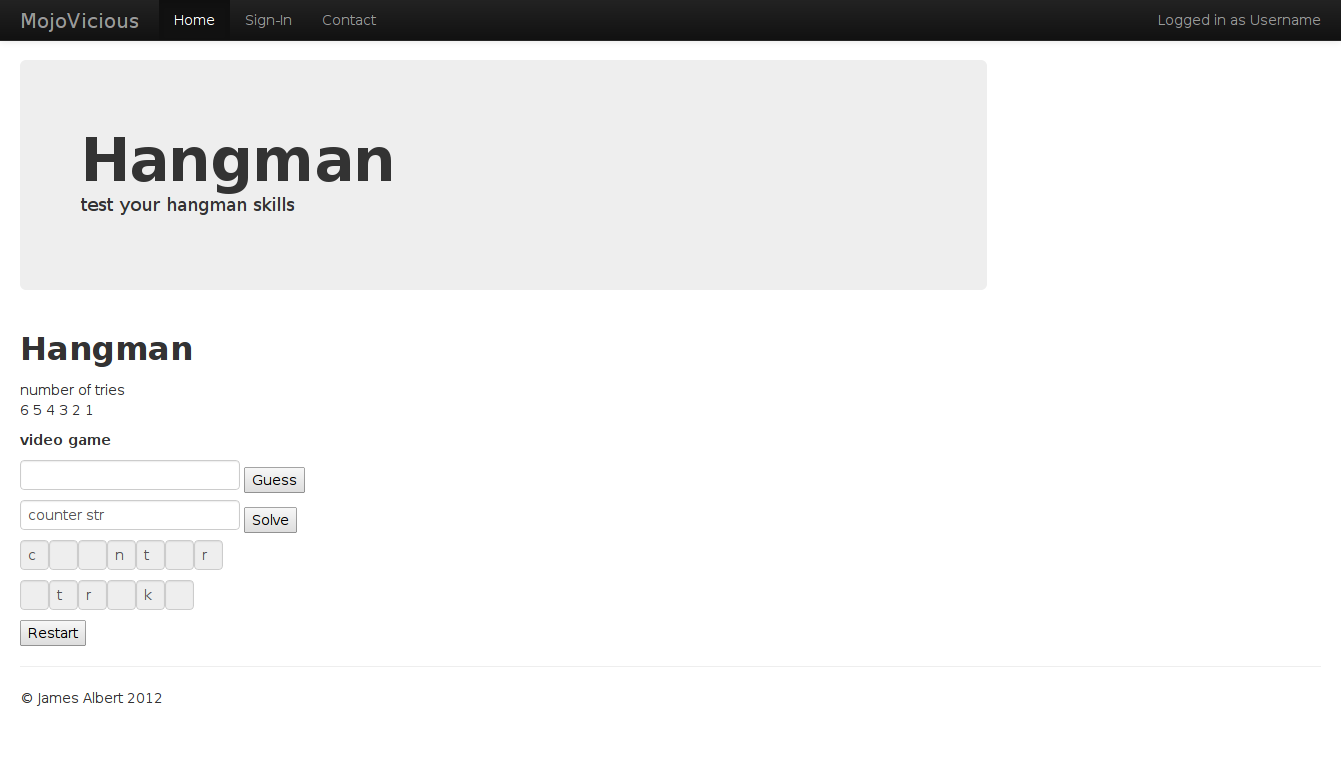 MojoVicious Home Sign-In Contact Logged in as Username
Hangman
test your hangman skills
Hangman
number of tries
6 5 4 3 2 1
video game
Guess
counter str Solve
c n t r
t r k
Restart
© James Albert 2012